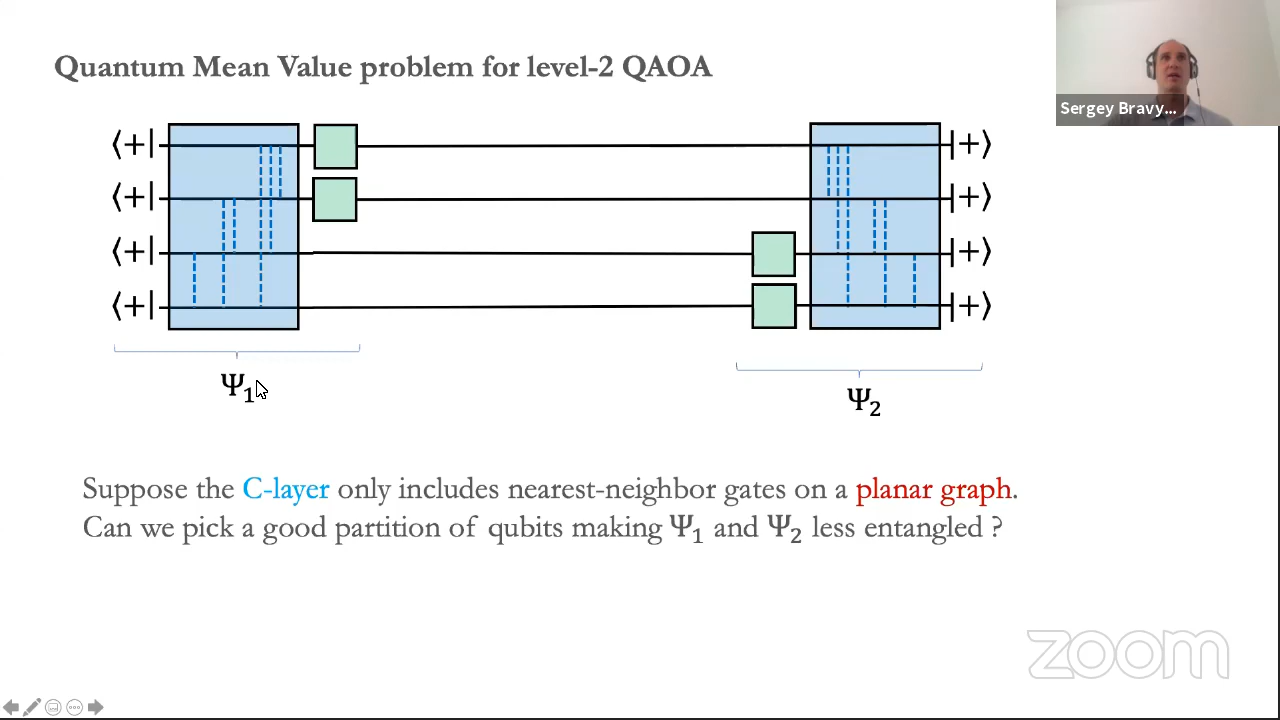 Quantum Mean Value problem for level-2 QAOA
Sergey Bravy...
⟨+| |+⟩
⟨+| |+⟩
⟨+| |+⟩
⟨+| |+⟩
Ψ₁
Ψ₂
Suppose the C-layer only includes nearest-neighbor gates on a planar graph.
Can we pick a good partition of qubits making Ψ₁ and Ψ₂ less entangled ?
zoom